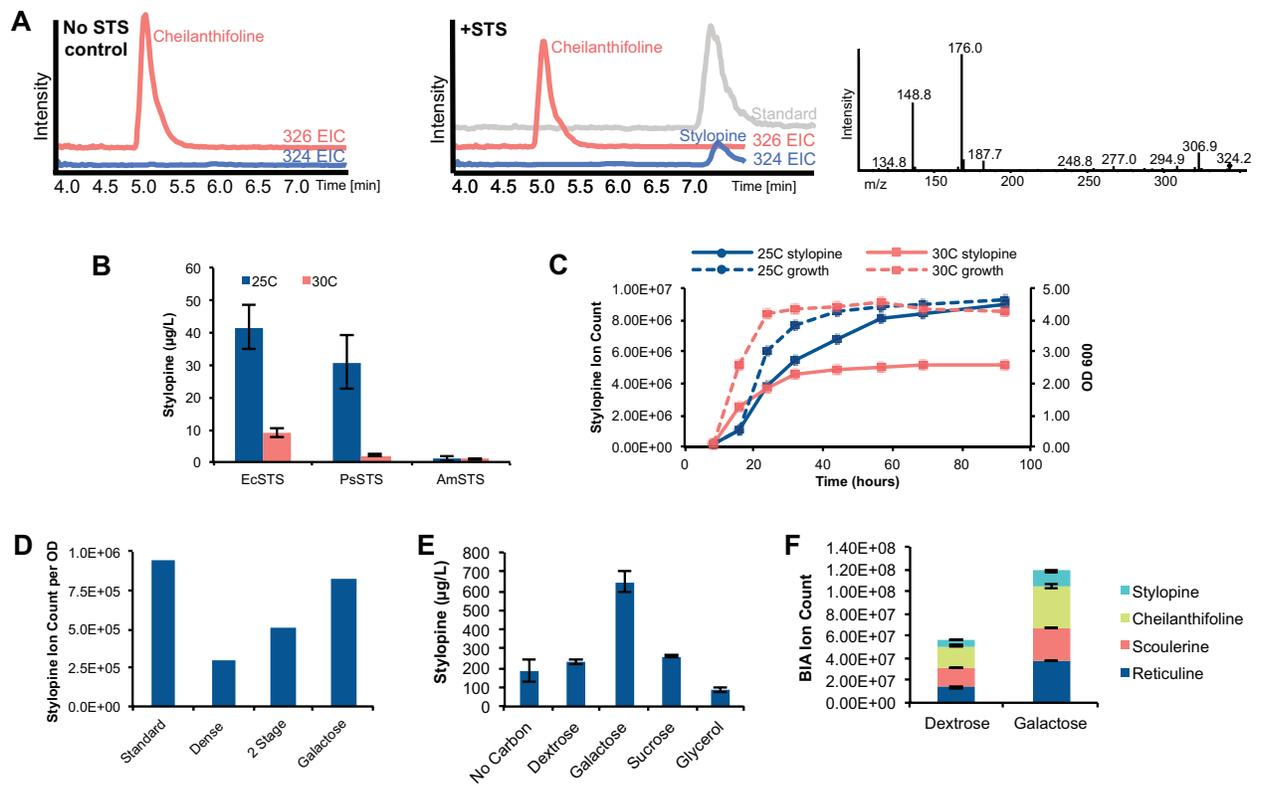 A
No STS
control
Cheilanthifoline
Intensity
326 EIC
324 EIC
4.0 4.5 5.0 5.5 6.0 6.5 7.0 Time [min]
+STS
Cheilanthifoline
Intensity
Standard
Stylopine
326 EIC
324 EIC
4.0 4.5 5.0 5.5 6.0 6.5 7.0 Time [min]
Intensity
176.0
148.8
134.8
187.7
248.8
277.0
294.9
306.9
324.2
m/z
150 200 250 300
B
25C 30C
Stylopine (µg/L)
60
50
40
30
20
10
0
EcSTS PsSTS AmSTS
C
25C stylopine 30C stylopine
25C growth 30C growth
Stylopine Ion Count
1.00E+07
8.00E+06
6.00E+06
4.00E+06
2.00E+06
0.00E+00
5.00
4.00
3.00
2.00
1.00
0.00
OD 600
0 20 40 60 80 100
Time (hours)
D
Stylopine Ion Count per OD
1.0E+06
7.5E+05
5.0E+05
2.5E+05
0.0E+00
Standard
Dense
2 Stage
Galactose
E
Stylopine (µg/L)
800
700
600
500
400
300
200
100
0
No Carbon
Dextrose
Galactose
Sucrose
Glycerol
F
BIA Ion Count
1.40E+08
1.20E+08
1.00E+08
8.00E+07
6.00E+07
4.00E+07
2.00E+07
0.00E+00
Dextrose Galactose
Stylopine
Cheilanthifoline
Scoulerine
Reticuline